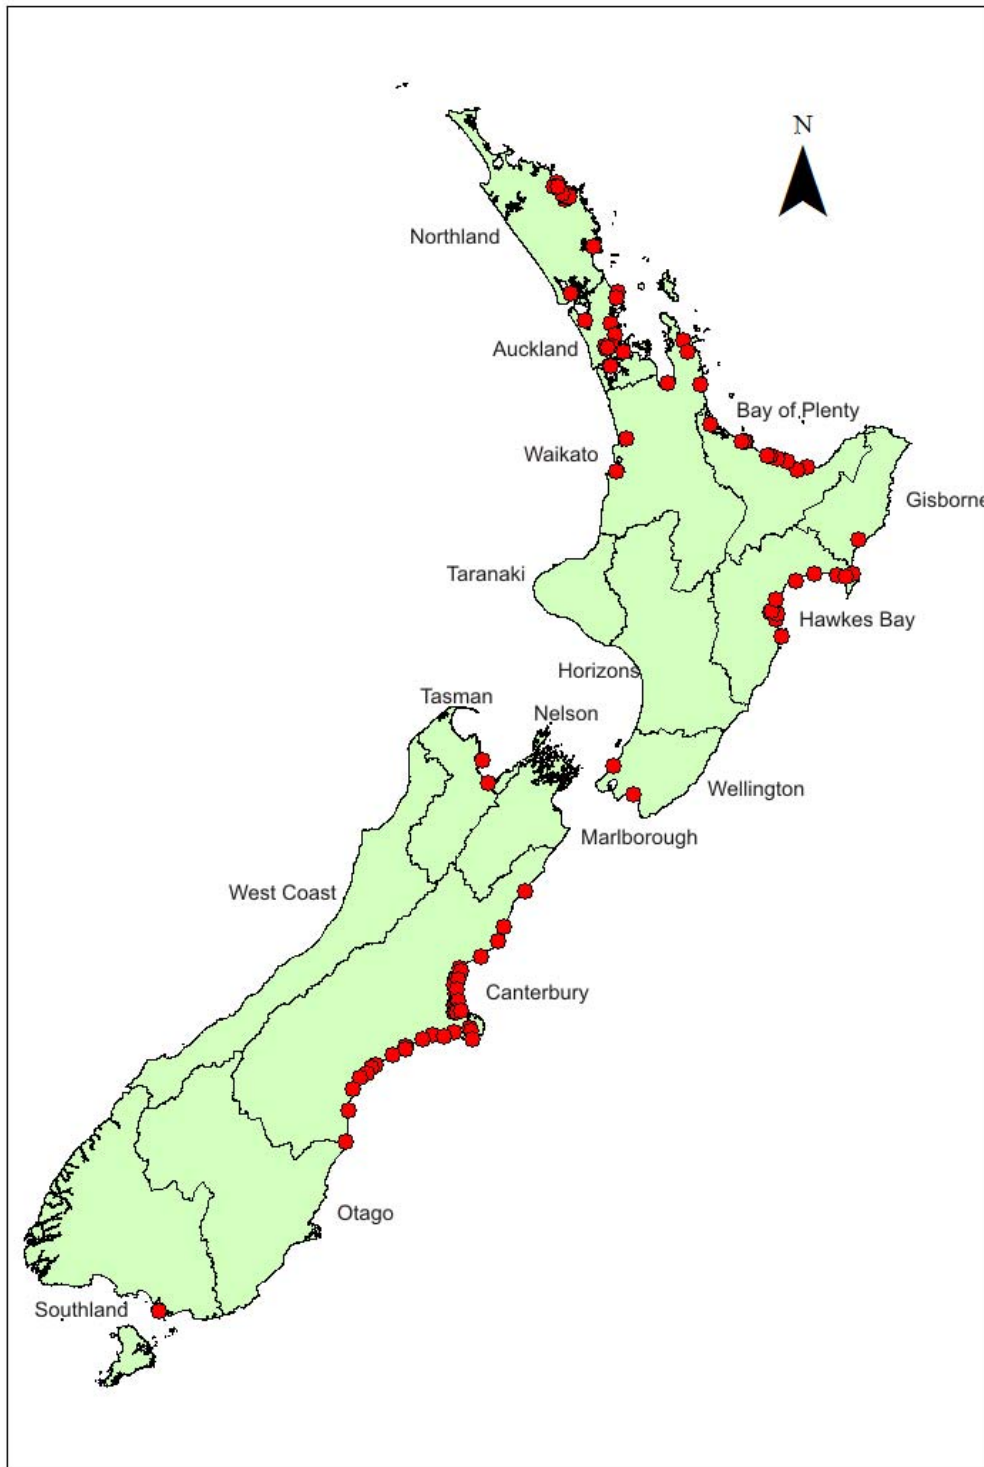 N
Northland
Auckland
Bay of Plenty
Waikato
Gisborne
Taranaki
Hawkes Bay
Horizons
Tasman
Nelson
Wellington
Marlborough
West Coast
Canterbury
Otago
Southland